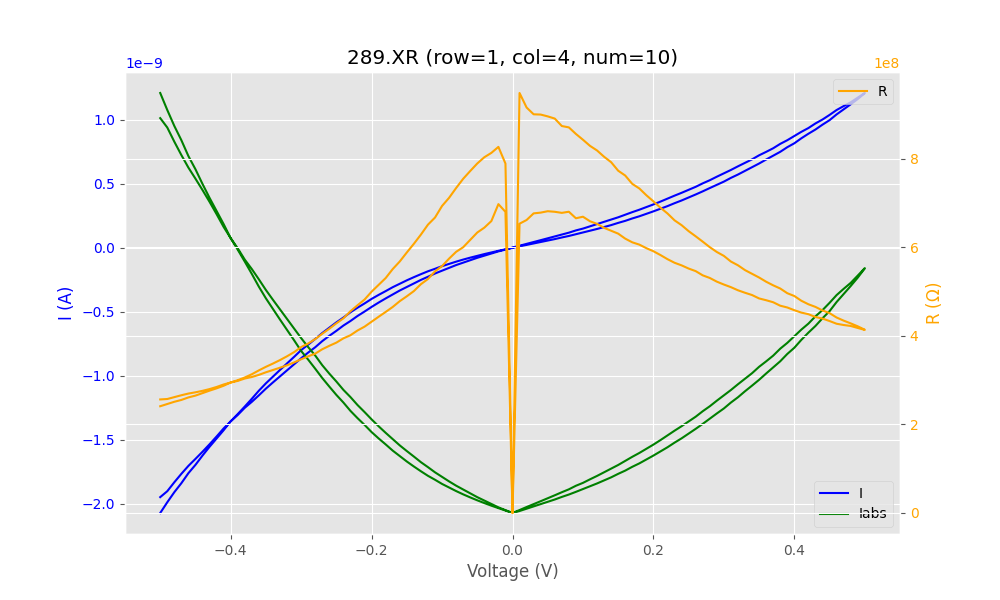 289.XR (row=1, col=4, num=10)
1e−9
1e8
R
1.0
0.5
0.0
−0.5
−1.0
−1.5
−2.0
I (A)
8
6
4
2
0
R (Ω)
I
Iabs
−0.4
−0.2
0.0
0.2
0.4
Voltage (V)